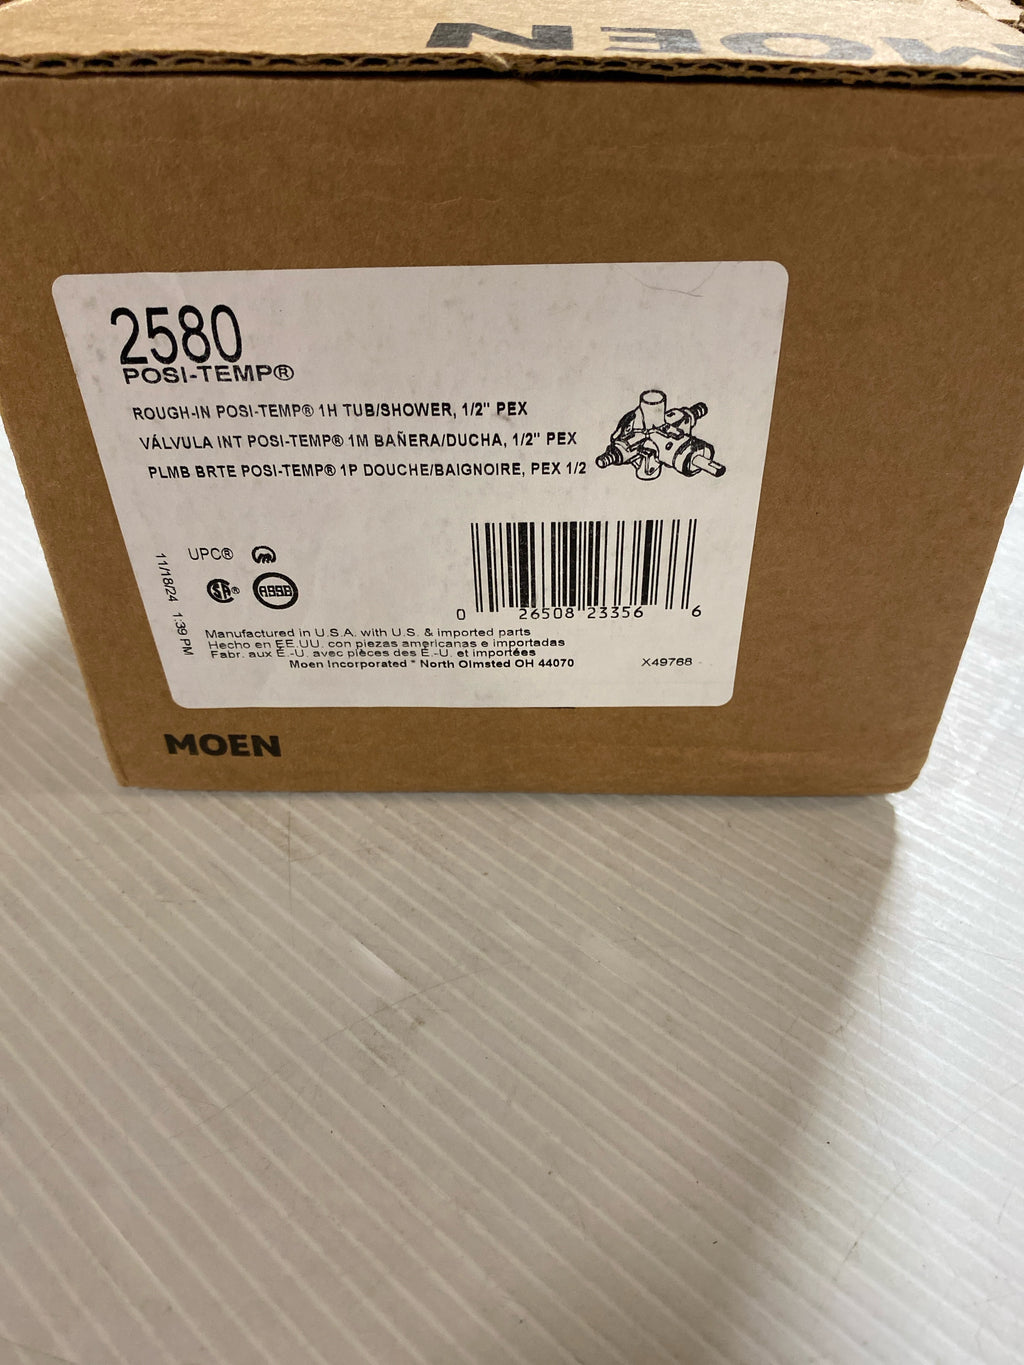 MOEN
2580
POSI-TEMP®
ROUGH-IN POSI-TEMP® 1H TUB/SHOWER, 1/2" PEX
VÁLVULA INT POSI-TEMP® 1M BAÑERA/DUCHA, 1/2" PEX
PLMB BRTE POSI-TEMP® 1P DOUCHE/BAIGNOIRE, PEX 1/2
UPC®
SA®
ASSE
11/18/24 1:39 PM
0 26508 23356 6
Manufactured in U.S.A. with U.S. & imported parts
Hecho en EE.UU. con piezas americanas e importadas
Fabr. aux É.-U. avec pièces des É.-U. et importées
Moen Incorporated * North Olmsted OH 44070
X49768
MOEN